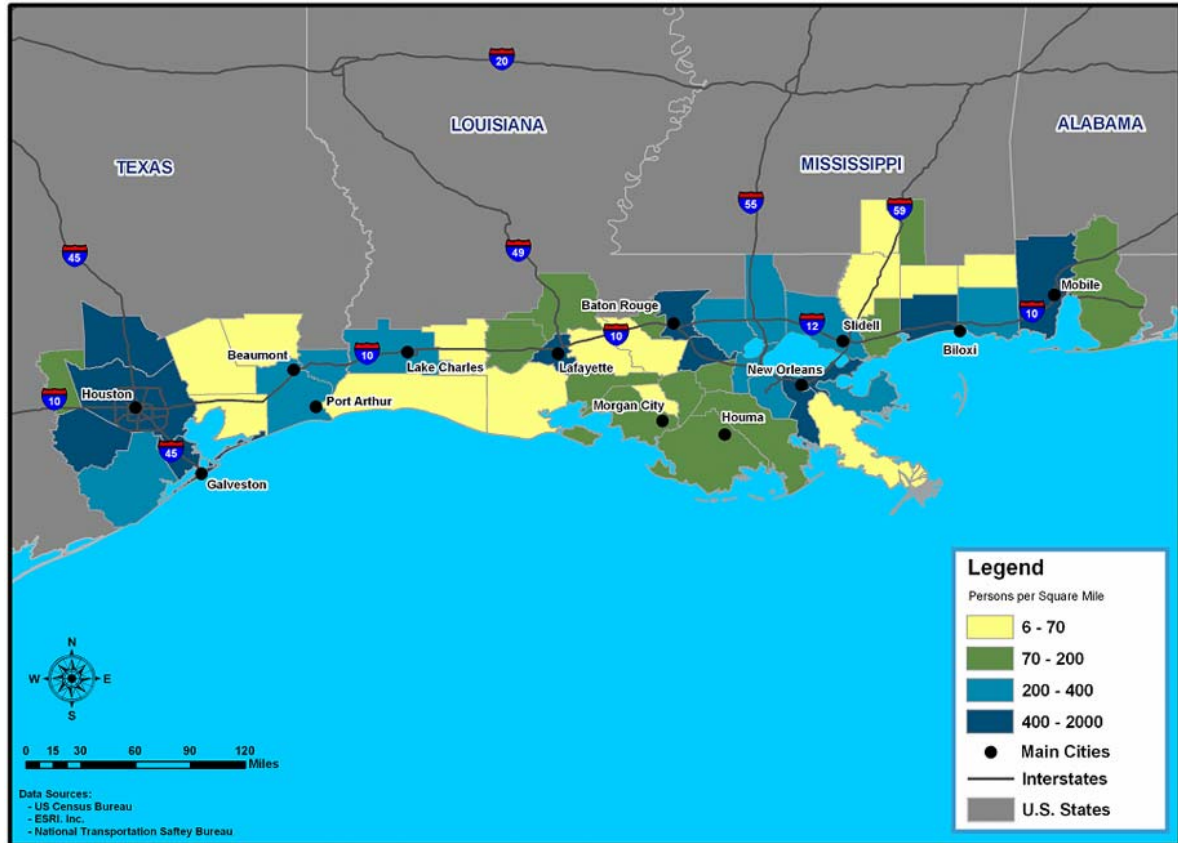 20
LOUISIANA
ALABAMA
TEXAS
MISSISSIPPI
55
59
45
49
Baton Rouge
Mobile
10
10
12
10
Slidell
Beaumont
10
Lake Charles
Lafayette
Biloxi
New Orleans
Houston
10
Port Arthur
Morgan City
Houma
45
Galveston
Legend
Persons per Square Mile
6 - 70
70 - 200
200 - 400
400 - 2000
Main Cities
Interstates
U.S. States
N
W E
S
0 15 30 60 90 120
Miles
Data Sources:
- US Census Bureau
- ESRI. Inc.
- National Transportation Saftey Bureau